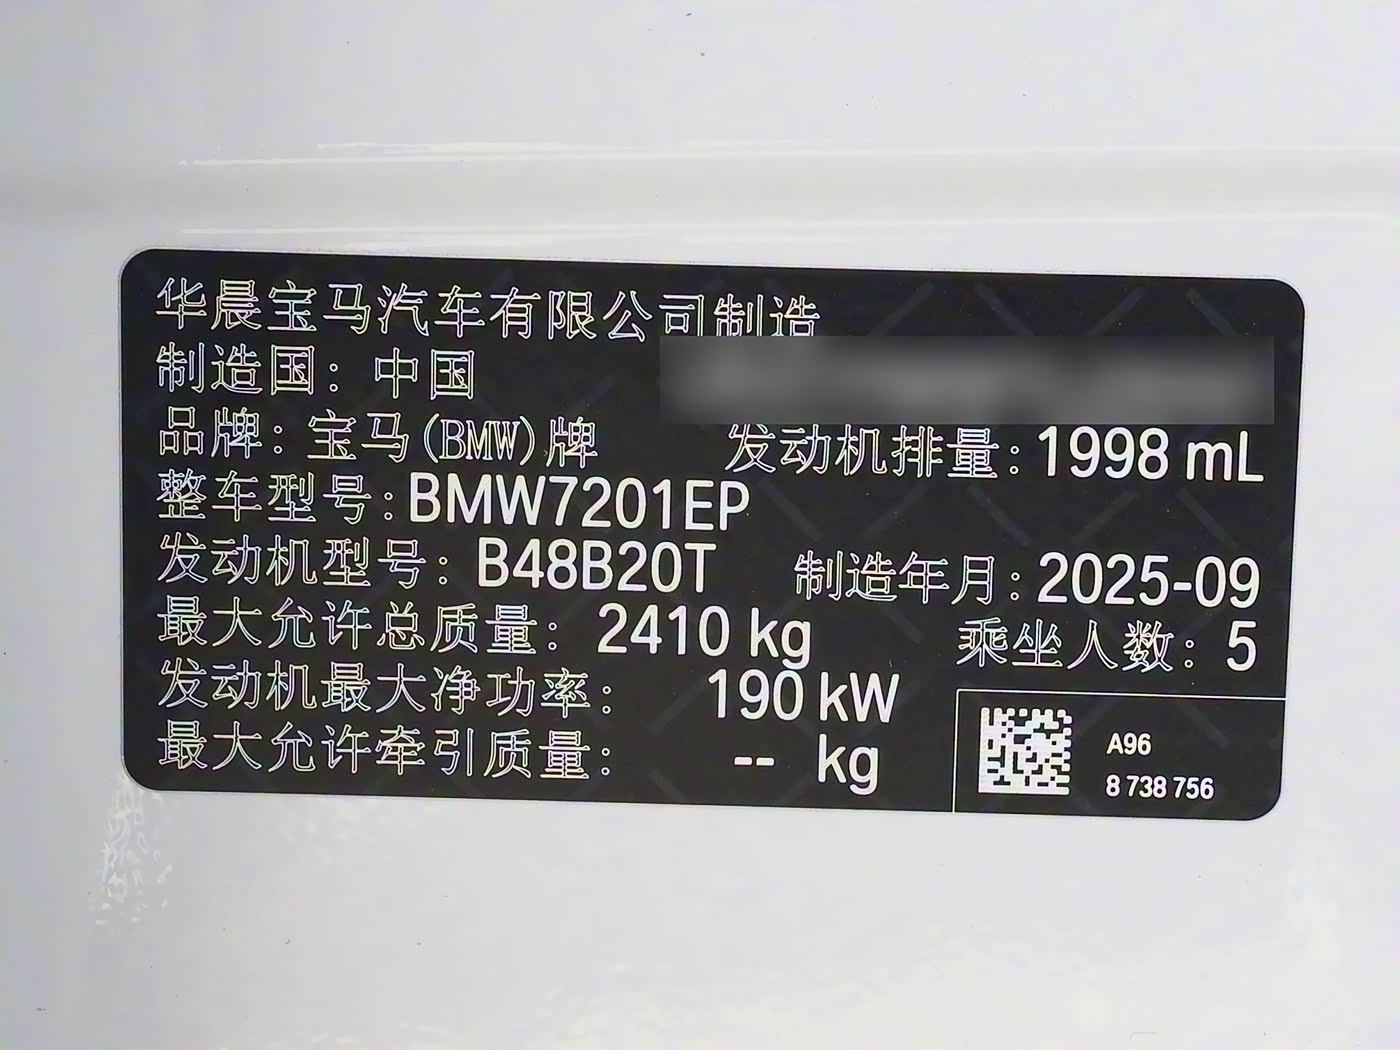 华晨宝马汽车有限公司制造
制造国：中国
品牌：宝马(BMW)牌 发动机排量：1998 mL
整车型号：BMW7201EP
发动机型号：B48B20T 制造年月：2025-09
最大允许总质量：2410 kg 乘坐人数：5
发动机最大净功率：190 kW
最大允许牵引质量：-- kg
A96
8 738 756